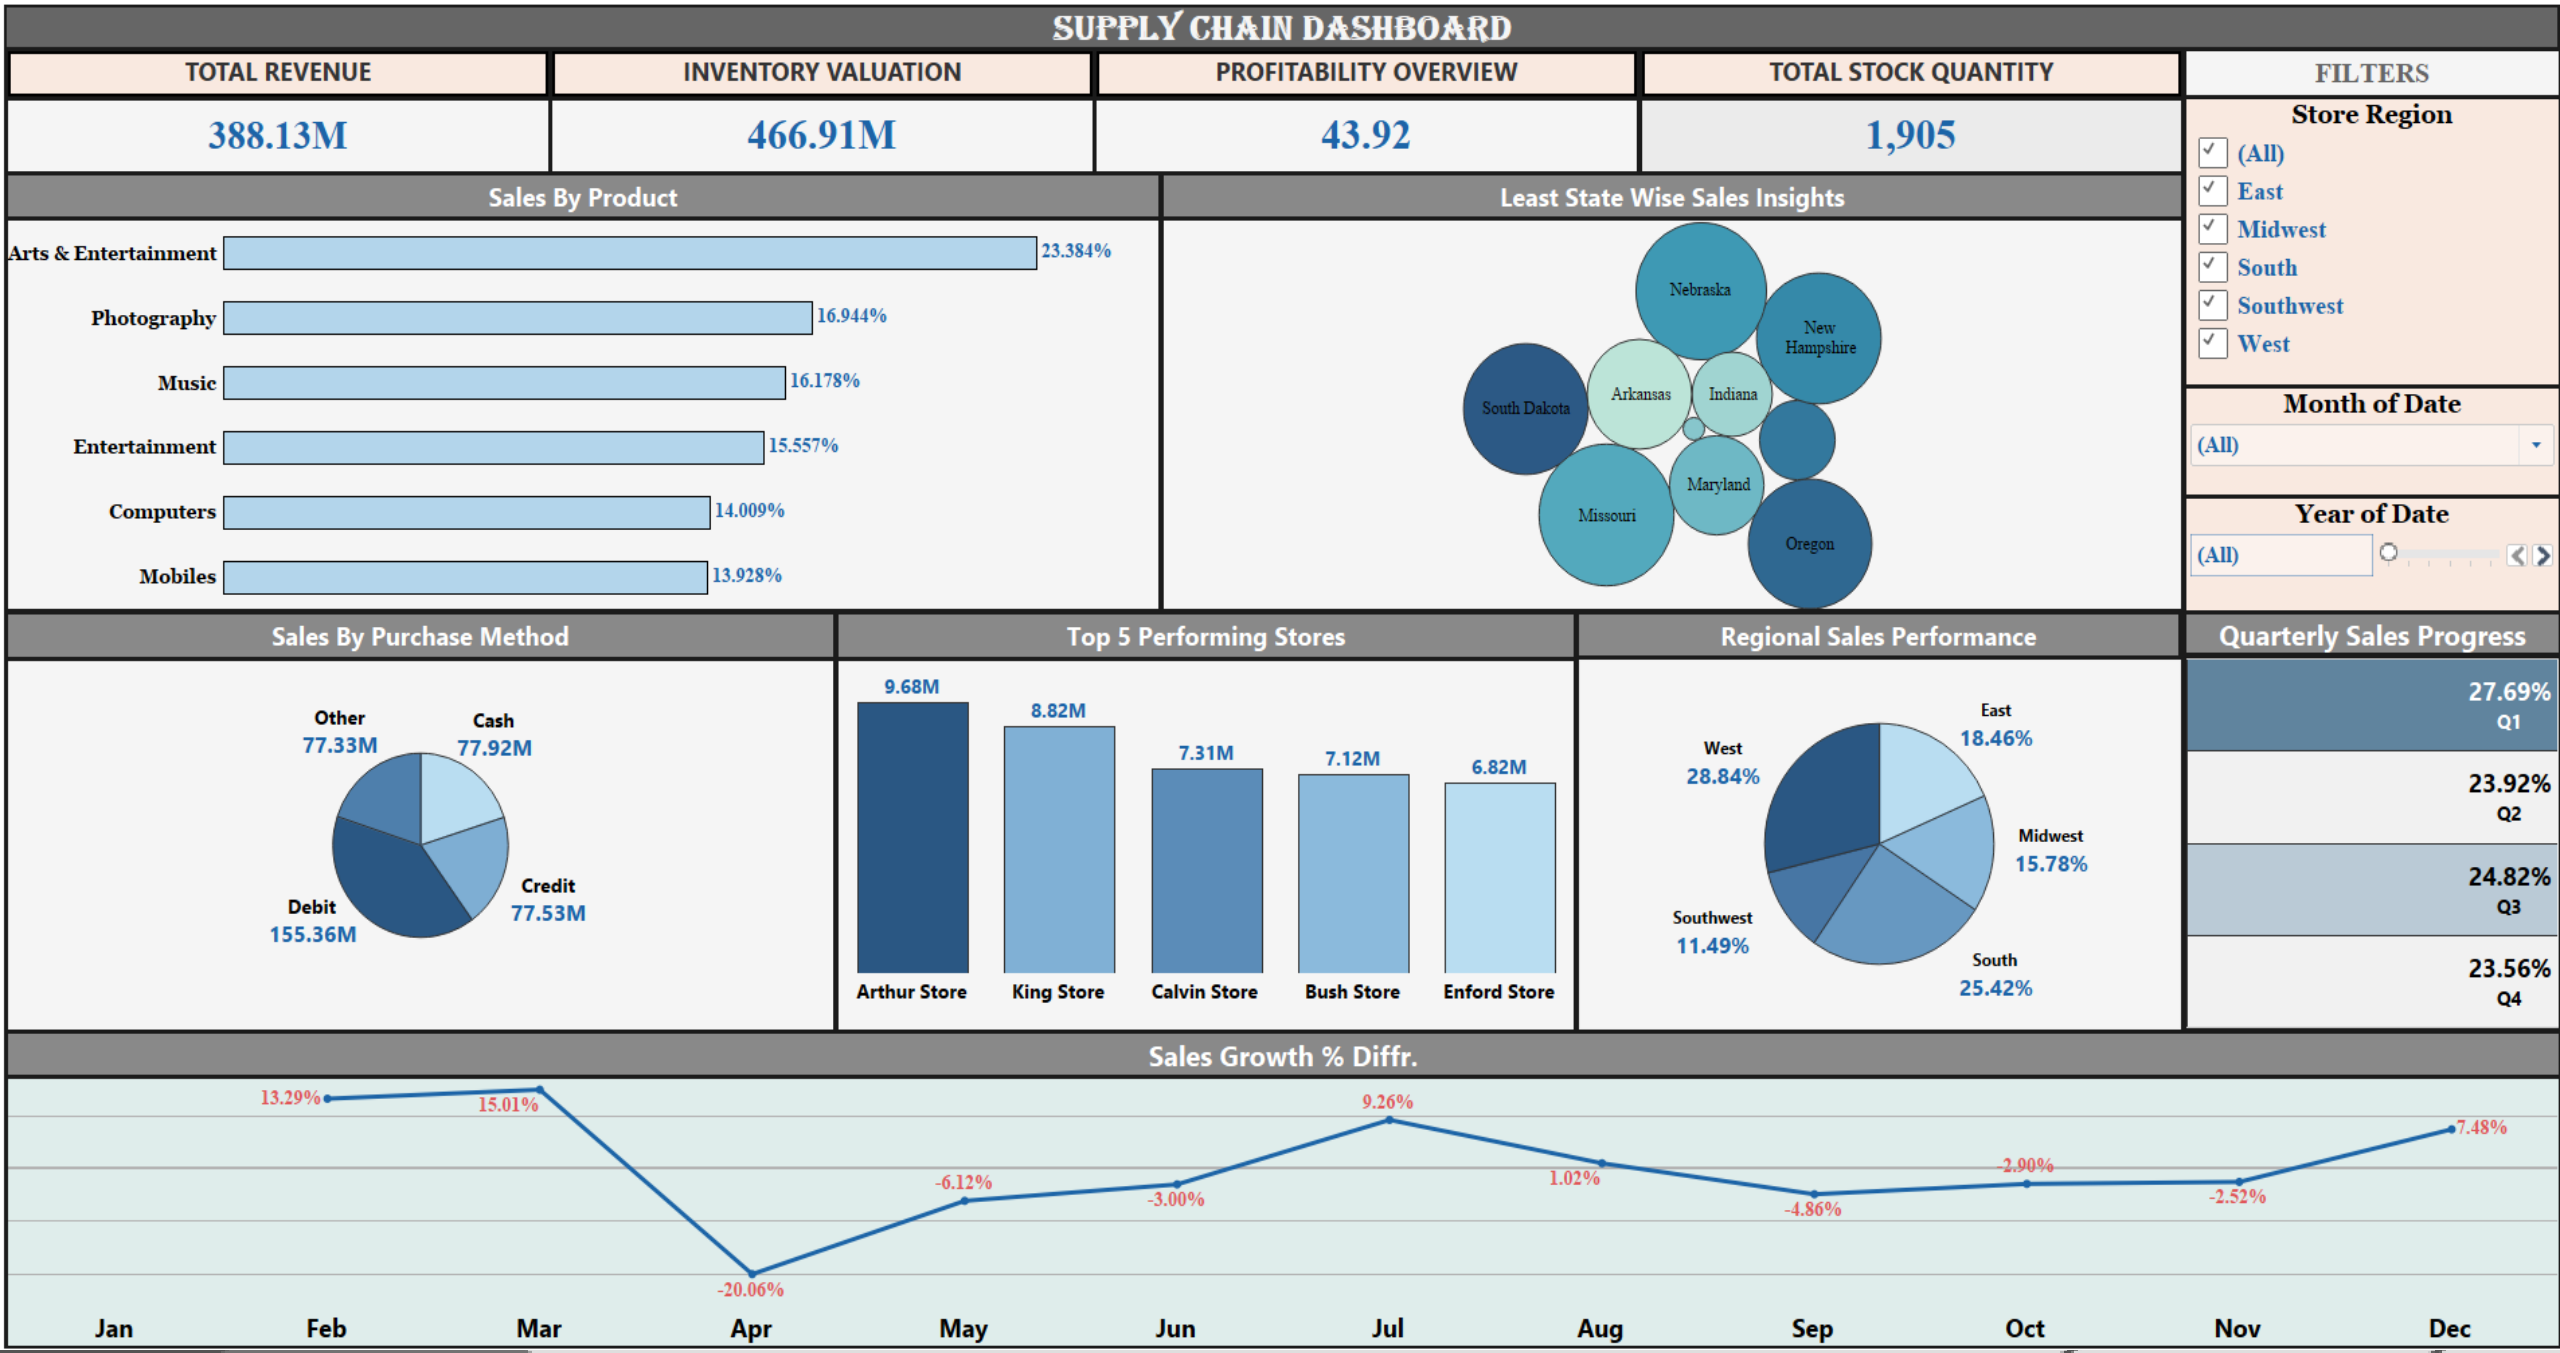 SUPPLY CHAIN DASHBOARD
TOTAL REVENUE
INVENTORY VALUATION
PROFITABILITY OVERVIEW
TOTAL STOCK QUANTITY
FILTERS
388.13M
466.91M
43.92
1,905
Store Region
(All)
East
Midwest
South
Southwest
West
Month of Date
(All)
Year of Date
(All)
Sales By Product
Arts & Entertainment
23.384%
Photography
16.944%
Music
16.178%
Entertainment
15.557%
Computers
14.009%
Mobiles
13.928%
Least State Wise Sales Insights
Nebraska
New
Hampshire
South Dakota
Arkansas
Indiana
Maryland
Missouri
Oregon
Sales By Purchase Method
Other
77.33M
Cash
77.92M
Credit
77.53M
Debit
155.36M
Top 5 Performing Stores
9.68M
8.82M
7.31M
7.12M
6.82M
Arthur Store
King Store
Calvin Store
Bush Store
Enford Store
Regional Sales Performance
East
18.46%
West
28.84%
Midwest
15.78%
Southwest
11.49%
South
25.42%
Quarterly Sales Progress
27.69%
Q1
23.92%
Q2
24.82%
Q3
23.56%
Q4
Sales Growth % Diffr.
13.29%
15.01%
-20.06%
-6.12%
-3.00%
9.26%
1.02%
-4.86%
-2.90%
-2.52%
7.48%
Jan
Feb
Mar
Apr
May
Jun
Jul
Aug
Sep
Oct
Nov
Dec